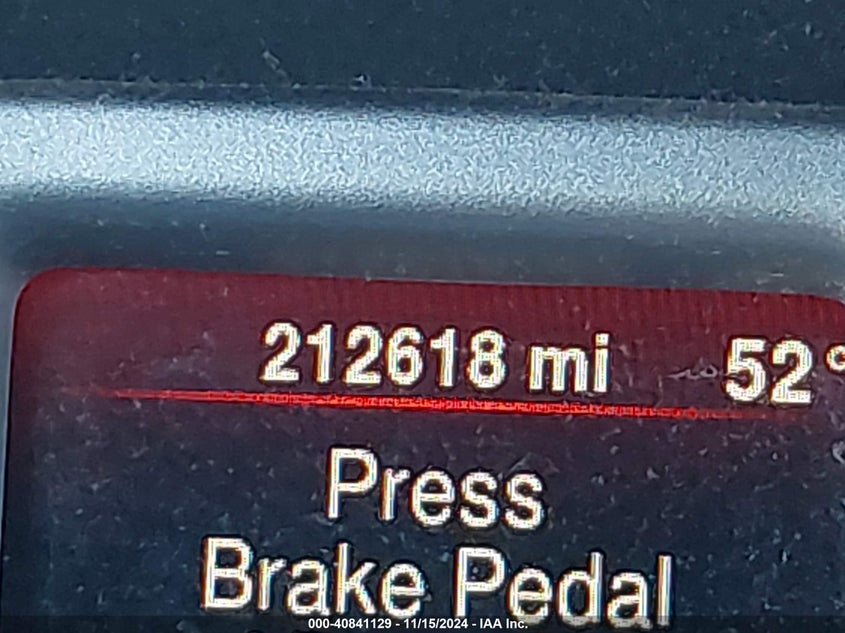 212618 mi 52°
Press
Brake Pedal
000-40841129 - 11/15/2024 - IAA Inc.